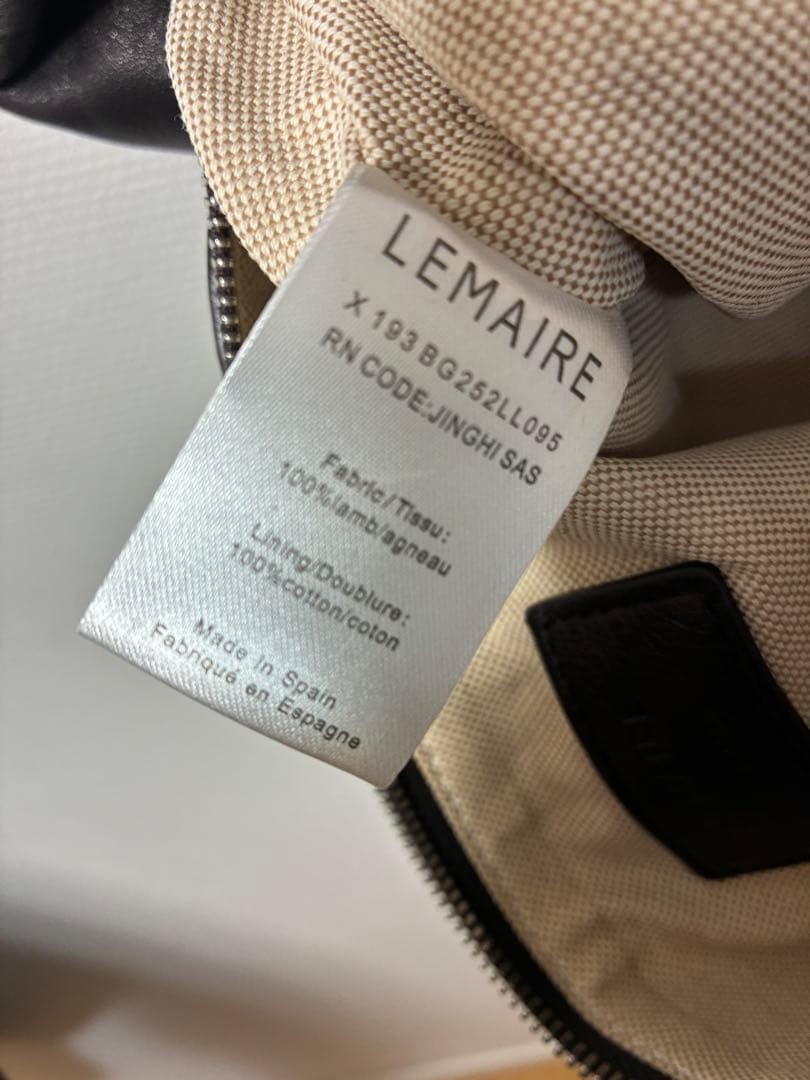 LEMAIRE
X 193 BG252LL095
RN CODE:JINGHI SAS
Fabric/Tissu:
100%lamb/agneau
Lining/Doublure:
100%cotton/coton
Made In Spain
Fabriqué en Espagne